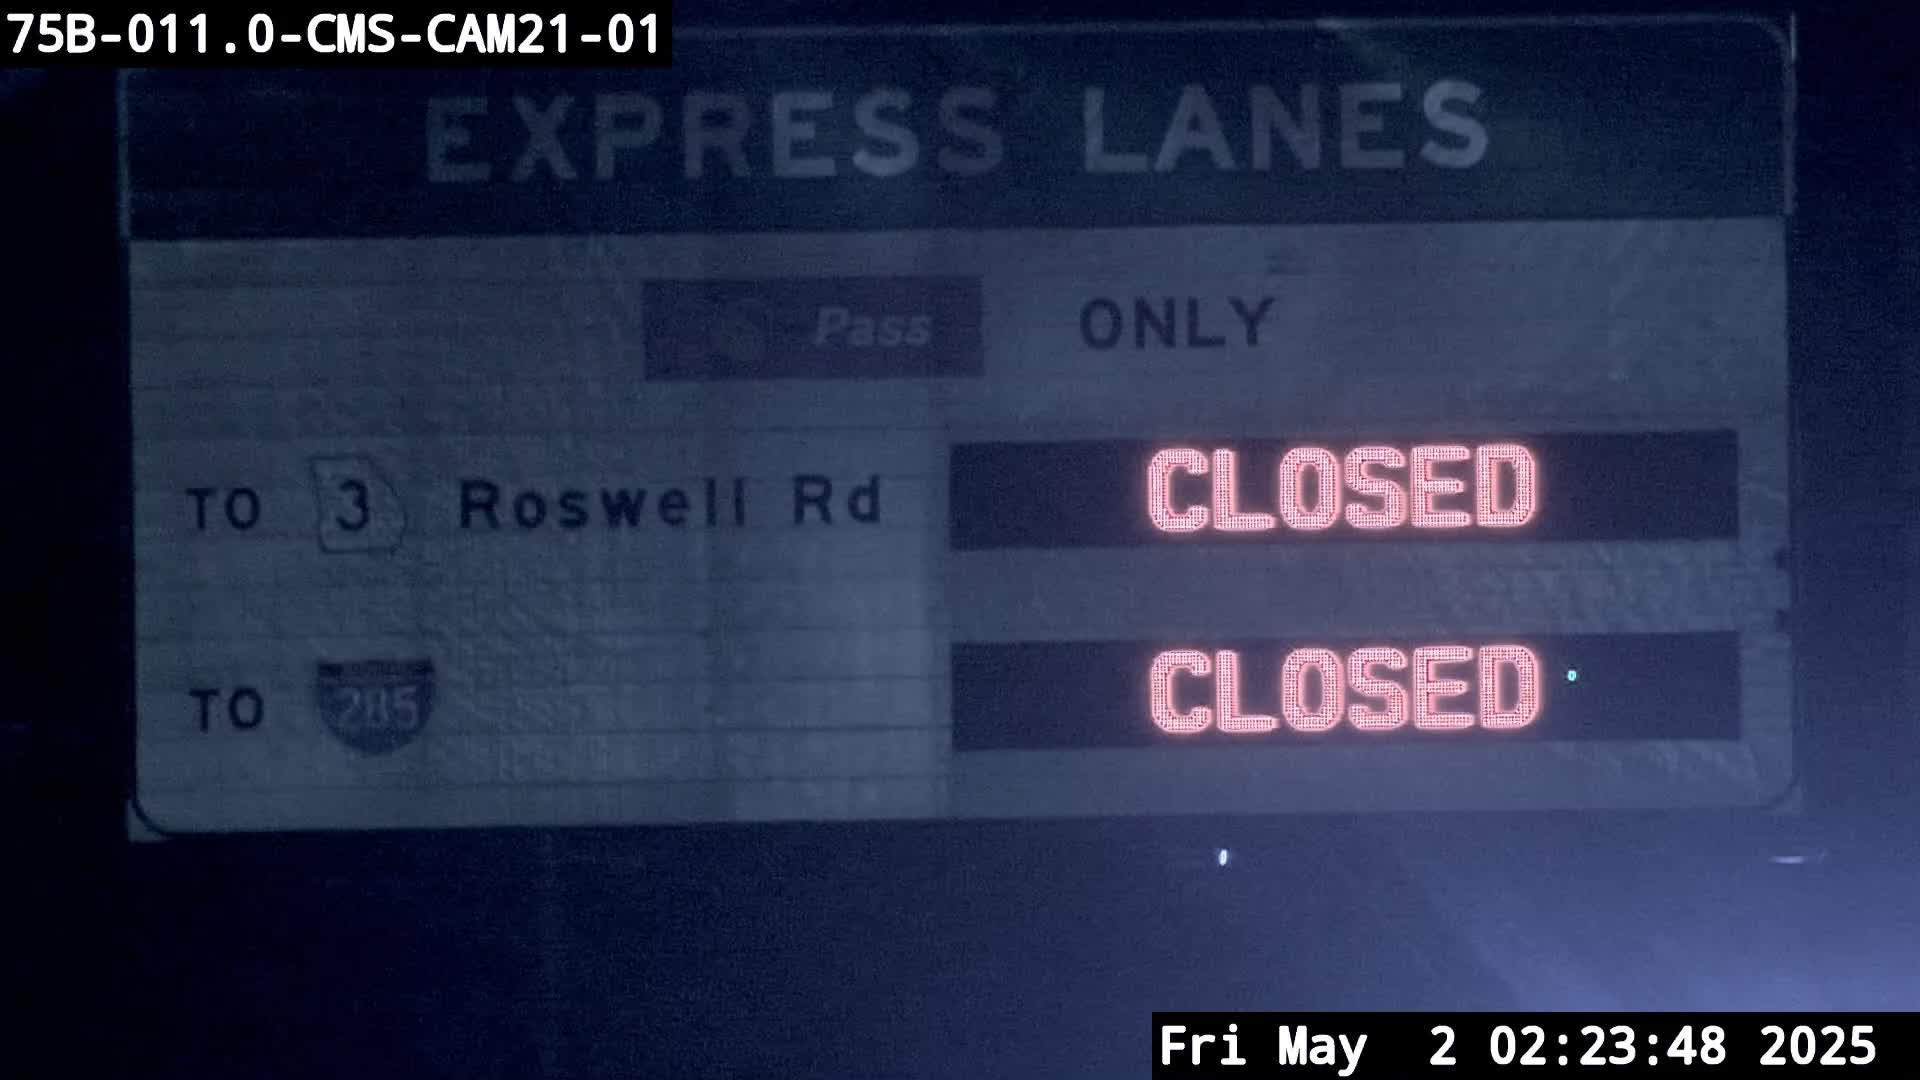 75B-011.0-CMS-CAM21-01
EXPRESS LANES
Pass ONLY
TO 3 Roswell Rd CLOSED
TO 285 CLOSED
Fri May 2 02:23:48 2025